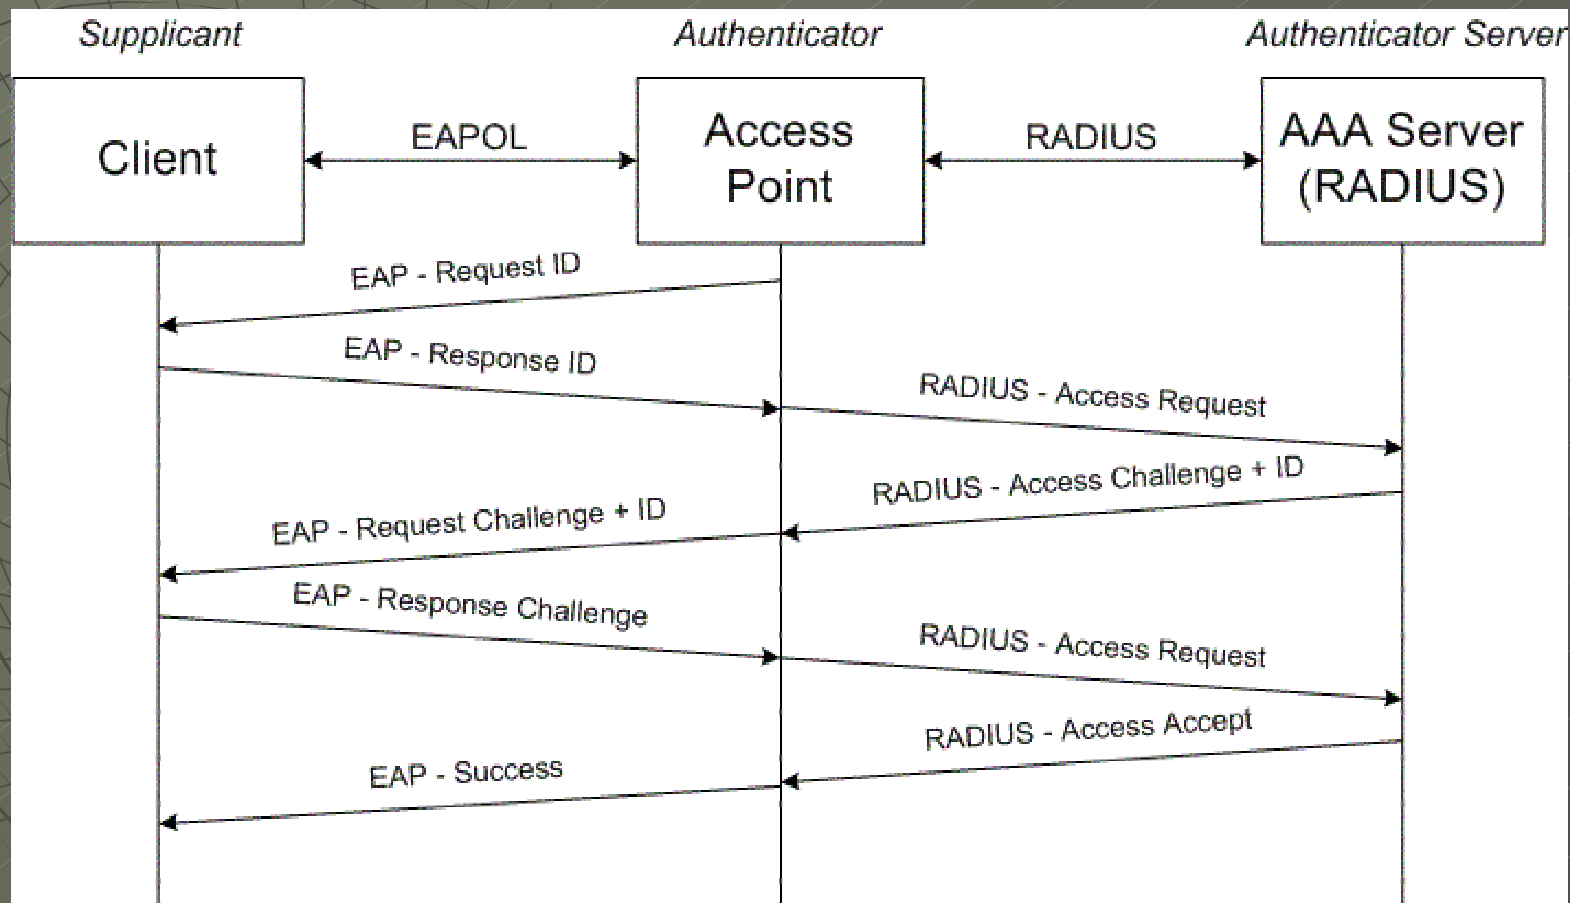 Supplicant
Authenticator
Authenticator Server
Client
EAPOL
Access
Point
RADIUS
AAA Server
(RADIUS)
EAP - Request ID
EAP - Response ID
RADIUS - Access Request
RADIUS - Access Challenge + ID
EAP - Request Challenge + ID
EAP - Response Challenge
RADIUS - Access Request
RADIUS - Access Accept
EAP - Success